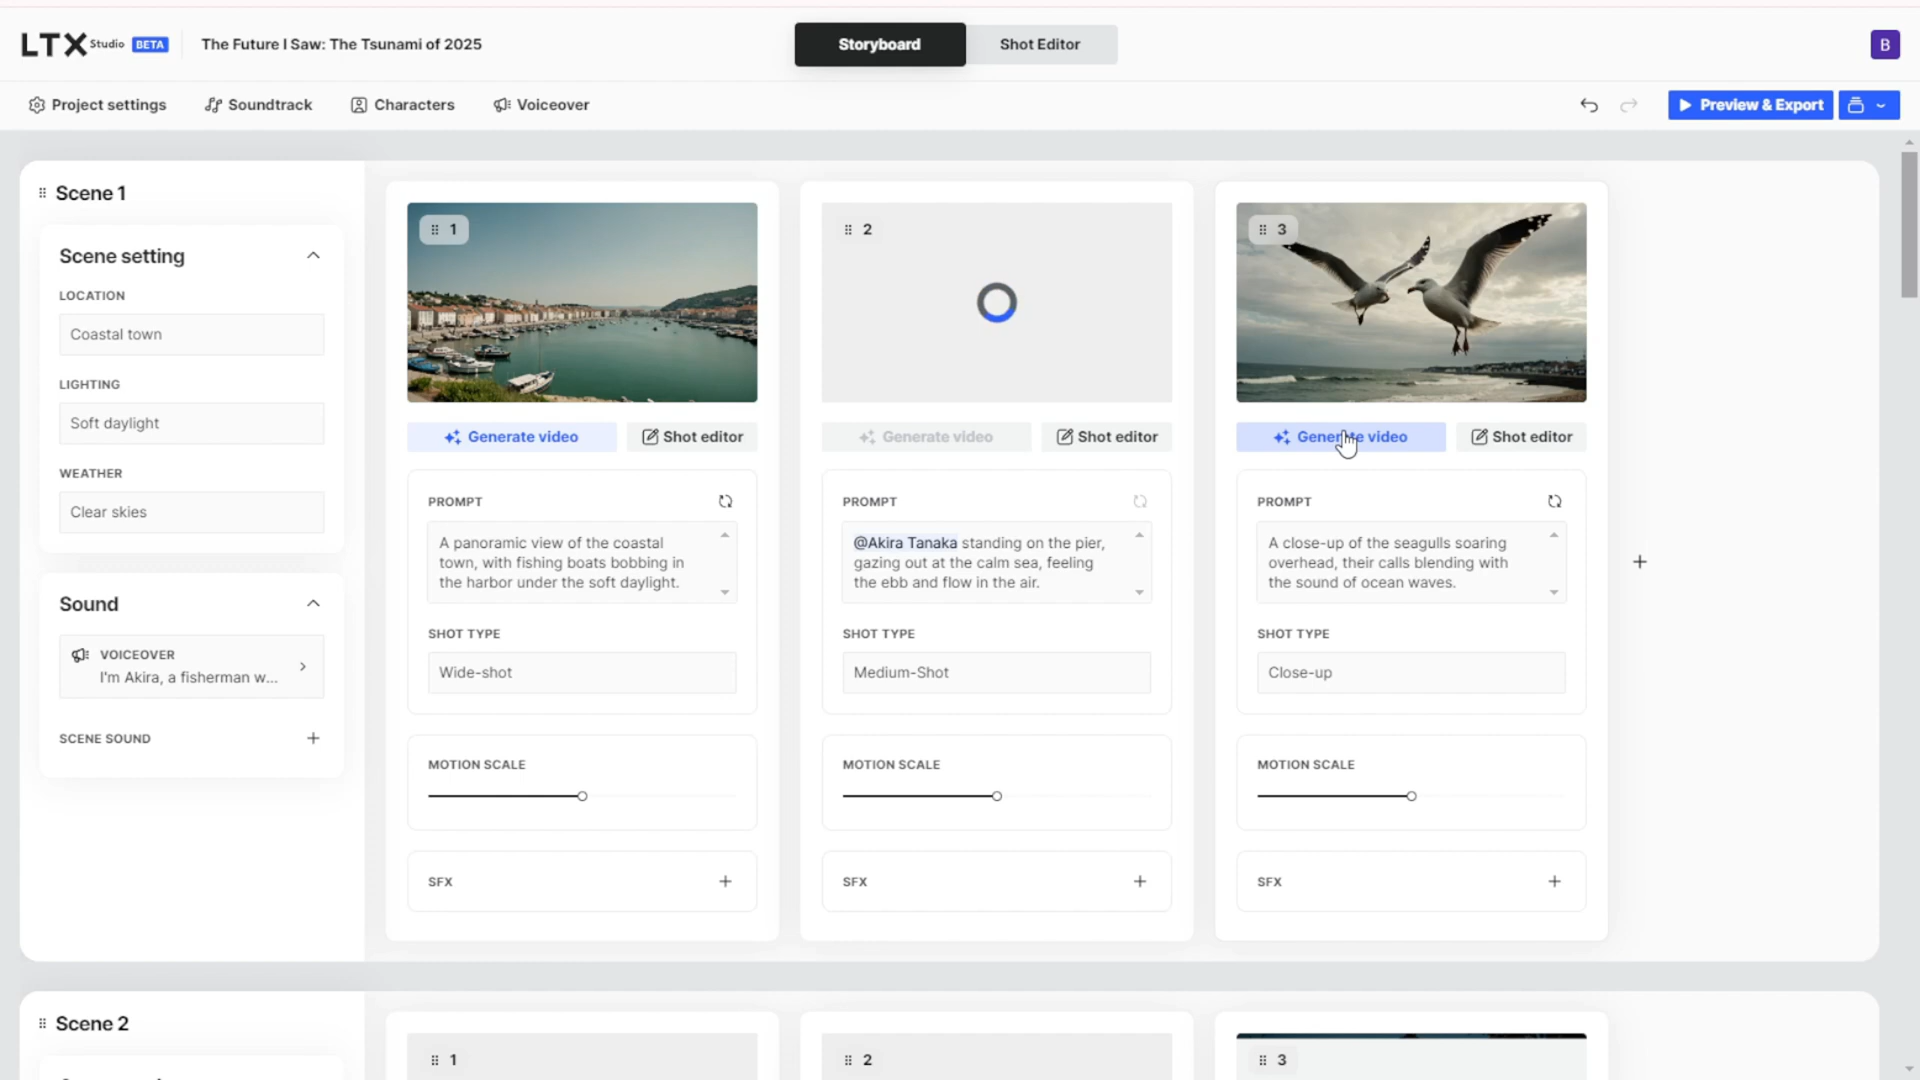 LTX Studio BETA
The Future I Saw: The Tsunami of 2025
Storyboard
Shot Editor
B
Project settings
Soundtrack
Characters
Voiceover
Preview & Export
Scene 1
Scene setting
LOCATION
Coastal town
LIGHTING
Soft daylight
WEATHER
Clear skies
Sound
VOICEOVER
I'm Akira, a fisherman w...
SCENE SOUND
1
Generate video
Shot editor
PROMPT
A panoramic view of the coastal
town, with fishing boats bobbing in
the harbor under the soft daylight.
SHOT TYPE
Wide-shot
MOTION SCALE
SFX
2
Generate video
Shot editor
PROMPT
@Akira Tanaka standing on the pier,
gazing out at the calm sea, feeling
the ebb and flow in the air.
SHOT TYPE
Medium-Shot
MOTION SCALE
SFX
3
Generate video
Shot editor
PROMPT
A close-up of the seagulls soaring
overhead, their calls blending with
the sound of ocean waves.
SHOT TYPE
Close-up
MOTION SCALE
SFX
Scene 2
1
2
3